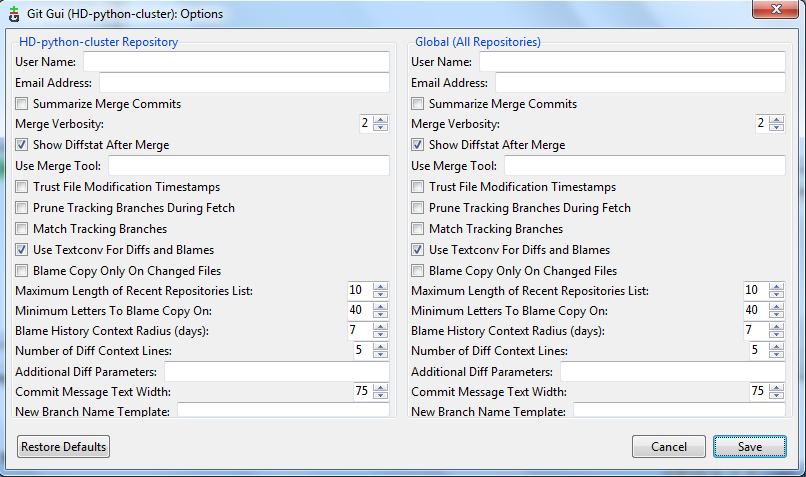 Git Gui (HD-python-cluster): Options
HD-python-cluster Repository
User Name:
Email Address:
Summarize Merge Commits
Merge Verbosity: 2
Show Diffstat After Merge
Use Merge Tool:
Trust File Modification Timestamps
Prune Tracking Branches During Fetch
Match Tracking Branches
Use Textconv For Diffs and Blames
Blame Copy Only On Changed Files
Maximum Length of Recent Repositories List: 10
Minimum Letters To Blame Copy On: 40
Blame History Context Radius (days): 7
Number of Diff Context Lines: 5
Additional Diff Parameters:
Commit Message Text Width: 75
New Branch Name Template:
Global (All Repositories)
User Name:
Email Address:
Summarize Merge Commits
Merge Verbosity: 2
Show Diffstat After Merge
Use Merge Tool:
Trust File Modification Timestamps
Prune Tracking Branches During Fetch
Match Tracking Branches
Use Textconv For Diffs and Blames
Blame Copy Only On Changed Files
Maximum Length of Recent Repositories List: 10
Minimum Letters To Blame Copy On: 40
Blame History Context Radius (days): 7
Number of Diff Context Lines: 5
Additional Diff Parameters:
Commit Message Text Width: 75
New Branch Name Template:
Restore Defaults
Cancel
Save